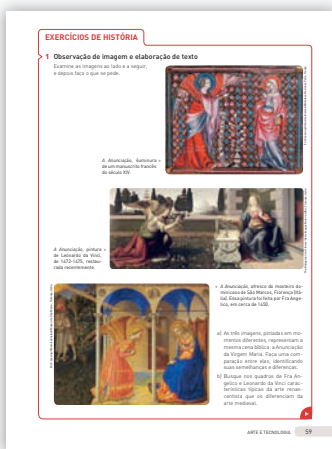 EXERCÍCIOS DE HISTÓRIA
1 Observação de imagem e elaboração de texto
Examine as imagens ao lado e a seguir,
e depois faça o que se pede.
A Anunciação, iluminura
de um manuscrito francês
do século XIV.
A Anunciação, pintura
de Leonardo da Vinci,
de 1472-1475, restau-
rada recentemente.
A Anunciação, afresco do mosteiro do-
minicano de São Marcos, Florença (Itá-
lia). Essa pintura foi feita por Fra Ange-
lico, em cerca de 1450.
a) As três imagens, pintadas em mo-
mentos diferentes, representam a
mesma cena bíblica: a Anunciação
da Virgem Maria. Faça uma com-
paração entre elas, identificando
suas semelhanças e diferenças.
b) Busque nos quadros de Fra An-
gelico e Leonardo da Vinci carac-
terísticas típicas da arte renas-
centista que os diferenciam da
arte medieval.
ARTE E TECNOLOGIA 59